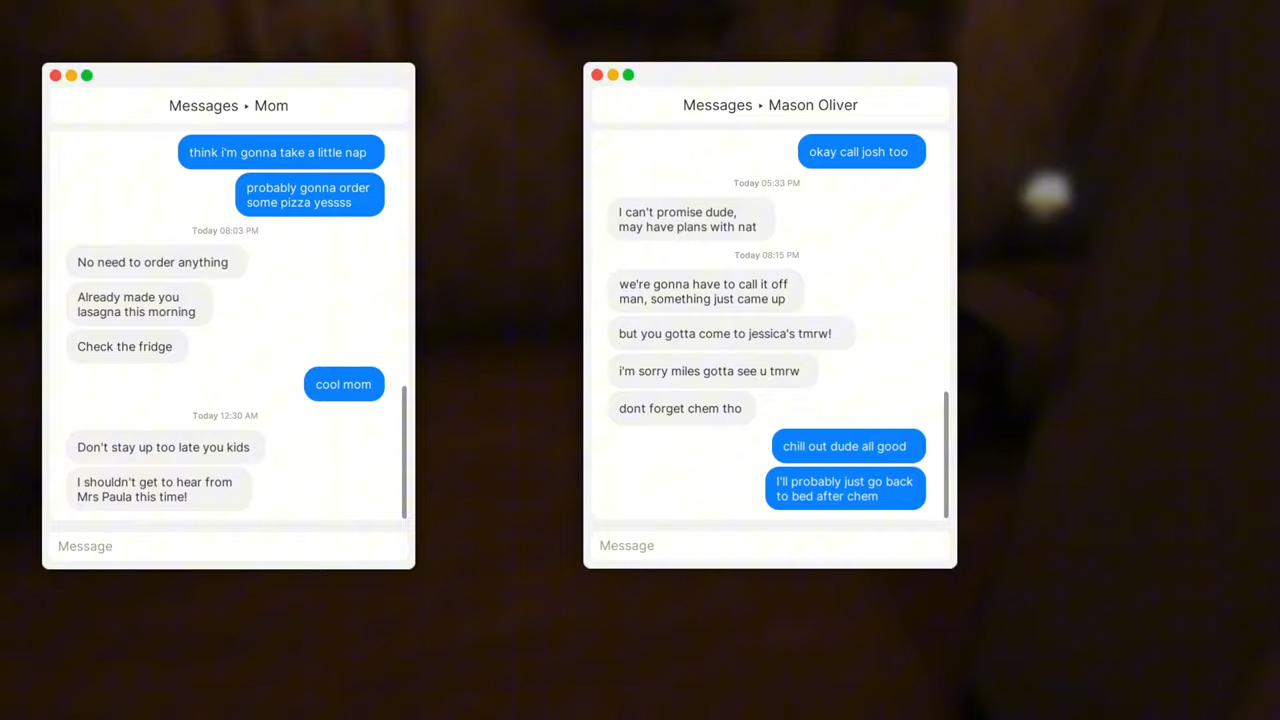 Messages ‣ Mom
think i'm gonna take a little nap
probably gonna order
some pizza yessss
Today 08:03 PM
No need to order anything
Already made you
lasagna this morning
Check the fridge
cool mom
Today 12:30 AM
Don't stay up too late you kids
I shouldn't get to hear from
Mrs Paula this time!
Message
Messages ‣ Mason Oliver
okay call josh too
Today 05:33 PM
I can't promise dude,
may have plans with nat
Today 08:15 PM
we're gonna have to call it off
man, something just came up
but you gotta come to jessica's tmrw!
i'm sorry miles gotta see u tmrw
dont forget chem tho
chill out dude all good
I'll probably just go back
to bed after chem
Message